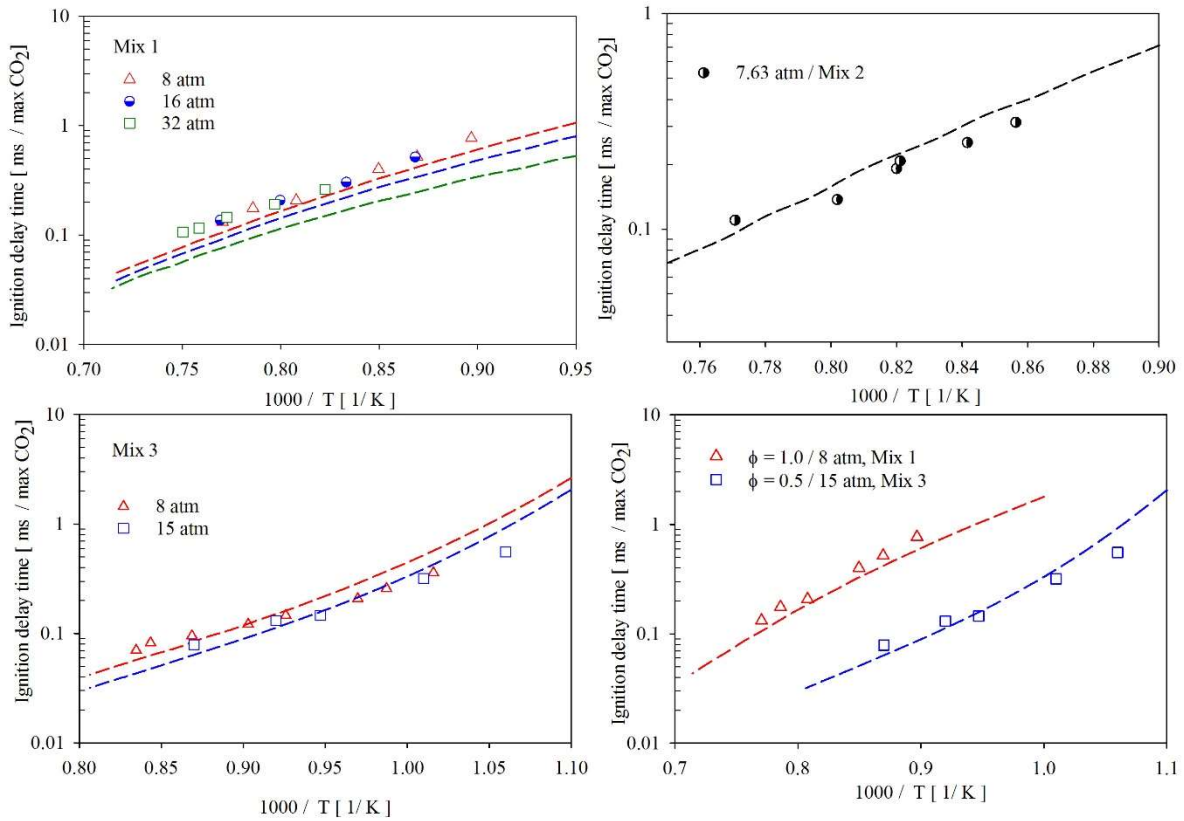 Ignition delay time [ ms / max CO₂]
10
1
0.1
0.01
Mix 1
8 atm
16 atm
32 atm
0.70 0.75 0.80 0.85 0.90 0.95
1000 / T [ 1/ K ]
Ignition delay time [ ms / max CO₂]
1
0.1
7.63 atm / Mix 2
0.76 0.78 0.80 0.82 0.84 0.86 0.88 0.90
1000 / T [ 1/ K ]
Ignition delay time [ ms / max CO₂]
10
1
0.1
0.01
Mix 3
8 atm
15 atm
0.80 0.85 0.90 0.95 1.00 1.05 1.10
1000 / T [ 1/ K ]
Ignition delay time [ ms / max CO₂]
10
1
0.1
0.01
ϕ = 1.0 / 8 atm, Mix 1
ϕ = 0.5 / 15 atm, Mix 3
0.7 0.8 0.9 1.0 1.1
1000 / T [ 1/ K ]